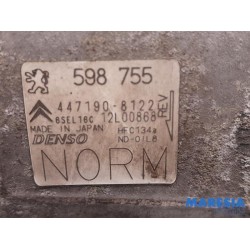 598 755
447190-8122
REV
6SEL16C 12L00868
MADE IN JAPAN HFC134a
DENSO ND-OIL8
NORM